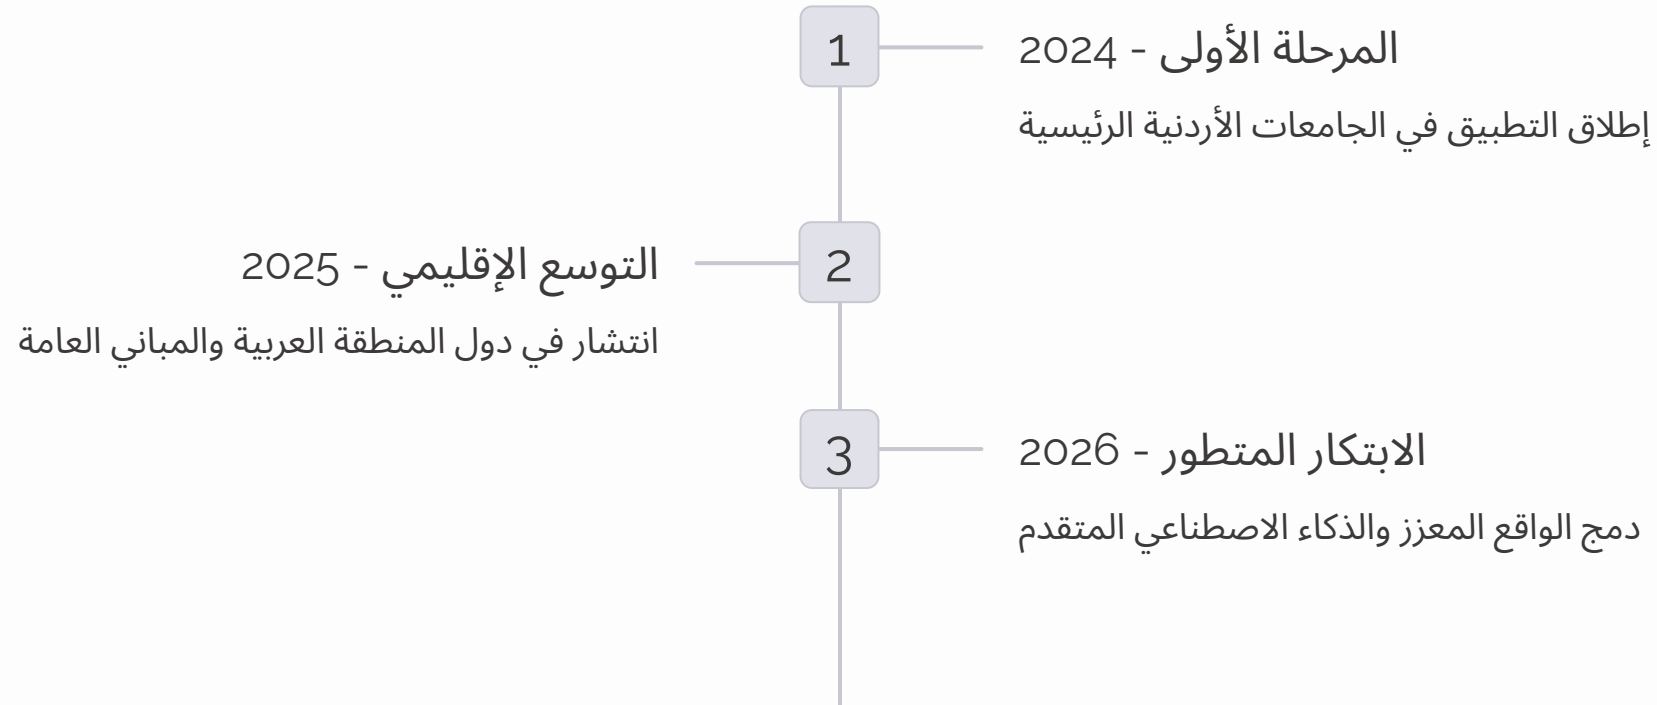 1
المرحلة الأولى - 2024
إطلاق التطبيق في الجامعات الأردنية الرئيسية
2
التوسع الإقليمي - 2025
انتشار في دول المنطقة العربية والمباني العامة
3
الابتكار المتطور - 2026
دمج الواقع المعزز والذكاء الاصطناعي المتقدم